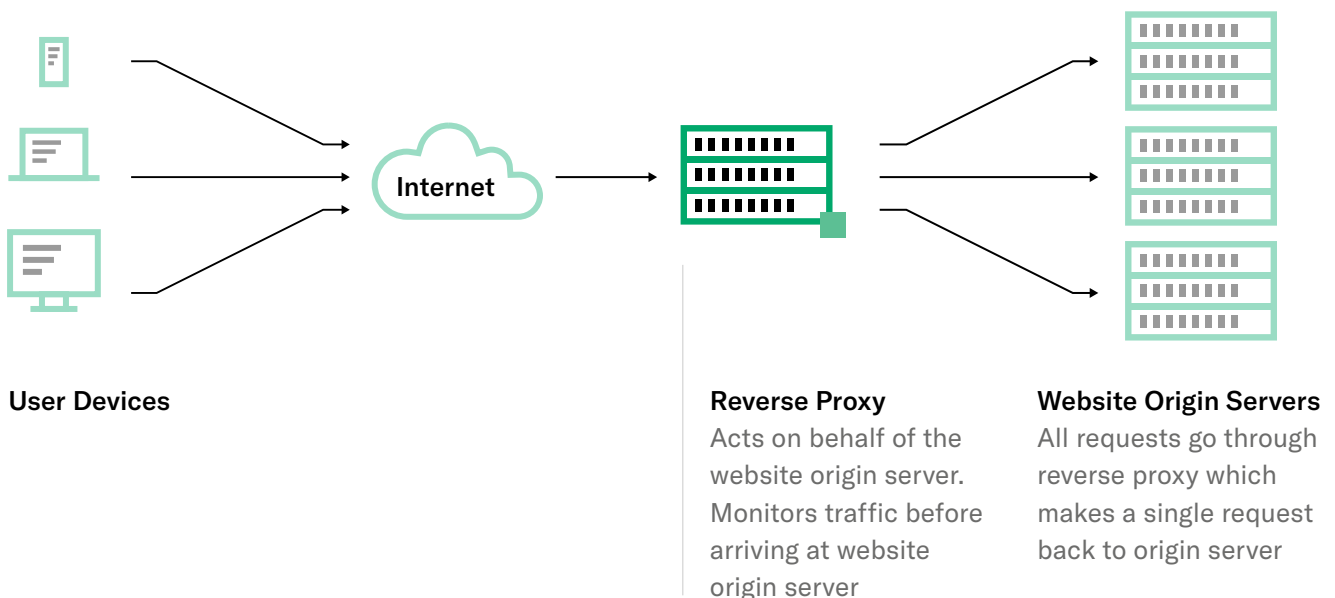 Internet
User Devices
Reverse Proxy
Acts on behalf of the
website origin server.
Monitors traffic before
arriving at website
origin server
Website Origin Servers
All requests go through
reverse proxy which
makes a single request
back to origin server